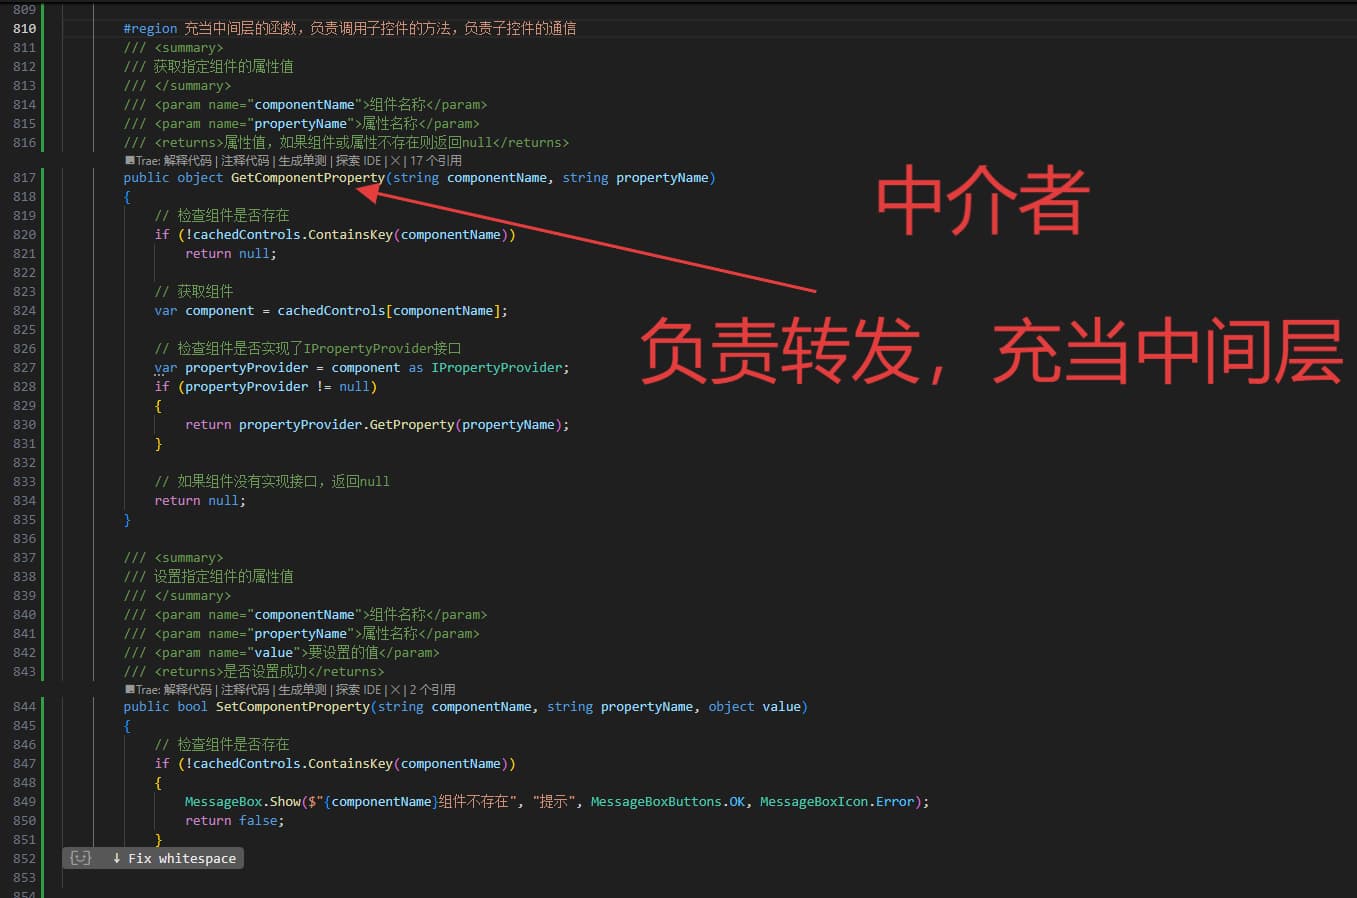 809
810 #region 充当中间层的函数，负责调用子控件的方法，负责子控件的通信
811 /// <summary>
812 /// 获取指定组件的属性值
813 /// </summary>
814 /// <param name="componentName">组件名称</param>
815 /// <param name="propertyName">属性名称</param>
816 /// <returns>属性值，如果组件或属性不存在则返回null</returns>
Trae: 解释代码 | 注释代码 | 生成单测 | 探索 IDE | × | 17 个引用
817 public object GetComponentProperty(string componentName, string propertyName)
中介者
818 {
819 // 检查组件是否存在
820 if (!cachedControls.ContainsKey(componentName))
821 return null;
822
823 // 获取组件
824 var component = cachedControls[componentName];
825
负责转发，充当中间层
826 // 检查组件是否实现了IPropertyProvider接口
827 var propertyProvider = component as IPropertyProvider;
828 if (propertyProvider != null)
829 {
830 return propertyProvider.GetProperty(propertyName);
831 }
832
833 // 如果组件没有实现接口，返回null
834 return null;
835 }
836
837 /// <summary>
838 /// 设置指定组件的属性值
839 /// </summary>
840 /// <param name="componentName">组件名称</param>
841 /// <param name="propertyName">属性名称</param>
842 /// <param name="value">要设置的值</param>
843 /// <returns>是否设置成功</returns>
Trae: 解释代码 | 注释代码 | 生成单测 | 探索 IDE | × | 2 个引用
844 public bool SetComponentProperty(string componentName, string propertyName, object value)
845 {
846 // 检查组件是否存在
847 if (!cachedControls.ContainsKey(componentName))
848 {
849 MessageBox.Show($"{componentName}组件不存在", "提示", MessageBoxButtons.OK, MessageBoxIcon.Error);
850 return false;
851 }
852 ↓ Fix whitespace
853
854